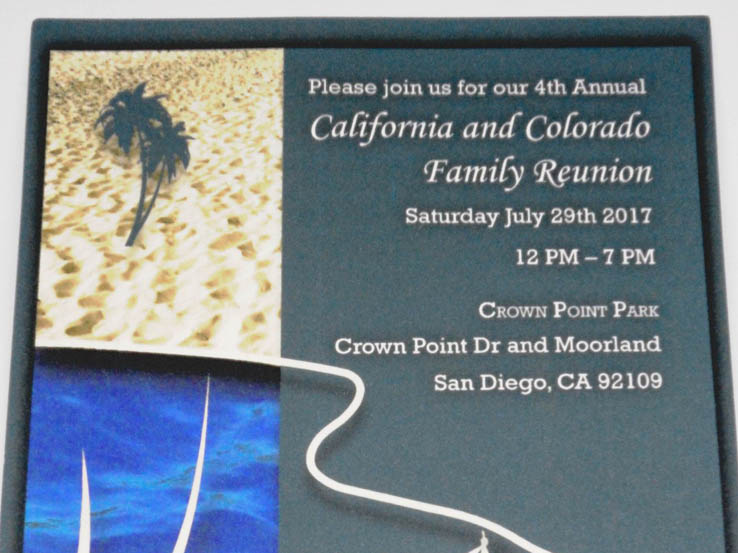 Please join us for our 4th Annual
California and Colorado
Family Reunion
Saturday July 29th 2017
12 PM – 7 PM
Crown Point Park
Crown Point Dr and Moorland
San Diego, CA 92109